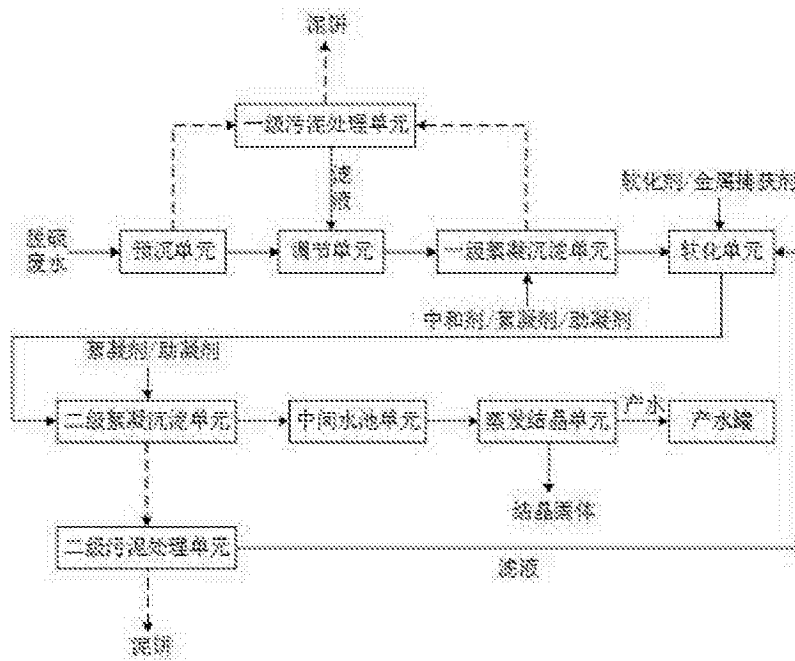 泥饼
一级污泥处理单元
滤
液
软化剂/金属捕获剂
脱硫
废水
预沉单元
调节单元
一级絮凝沉淀单元
软化单元
中和剂/絮凝剂/助凝剂
絮凝剂/助凝剂
二级絮凝沉淀单元
中间水池单元
蒸发结晶单元
产水
产水罐
结晶固体
二级污泥处理单元
滤液
泥饼